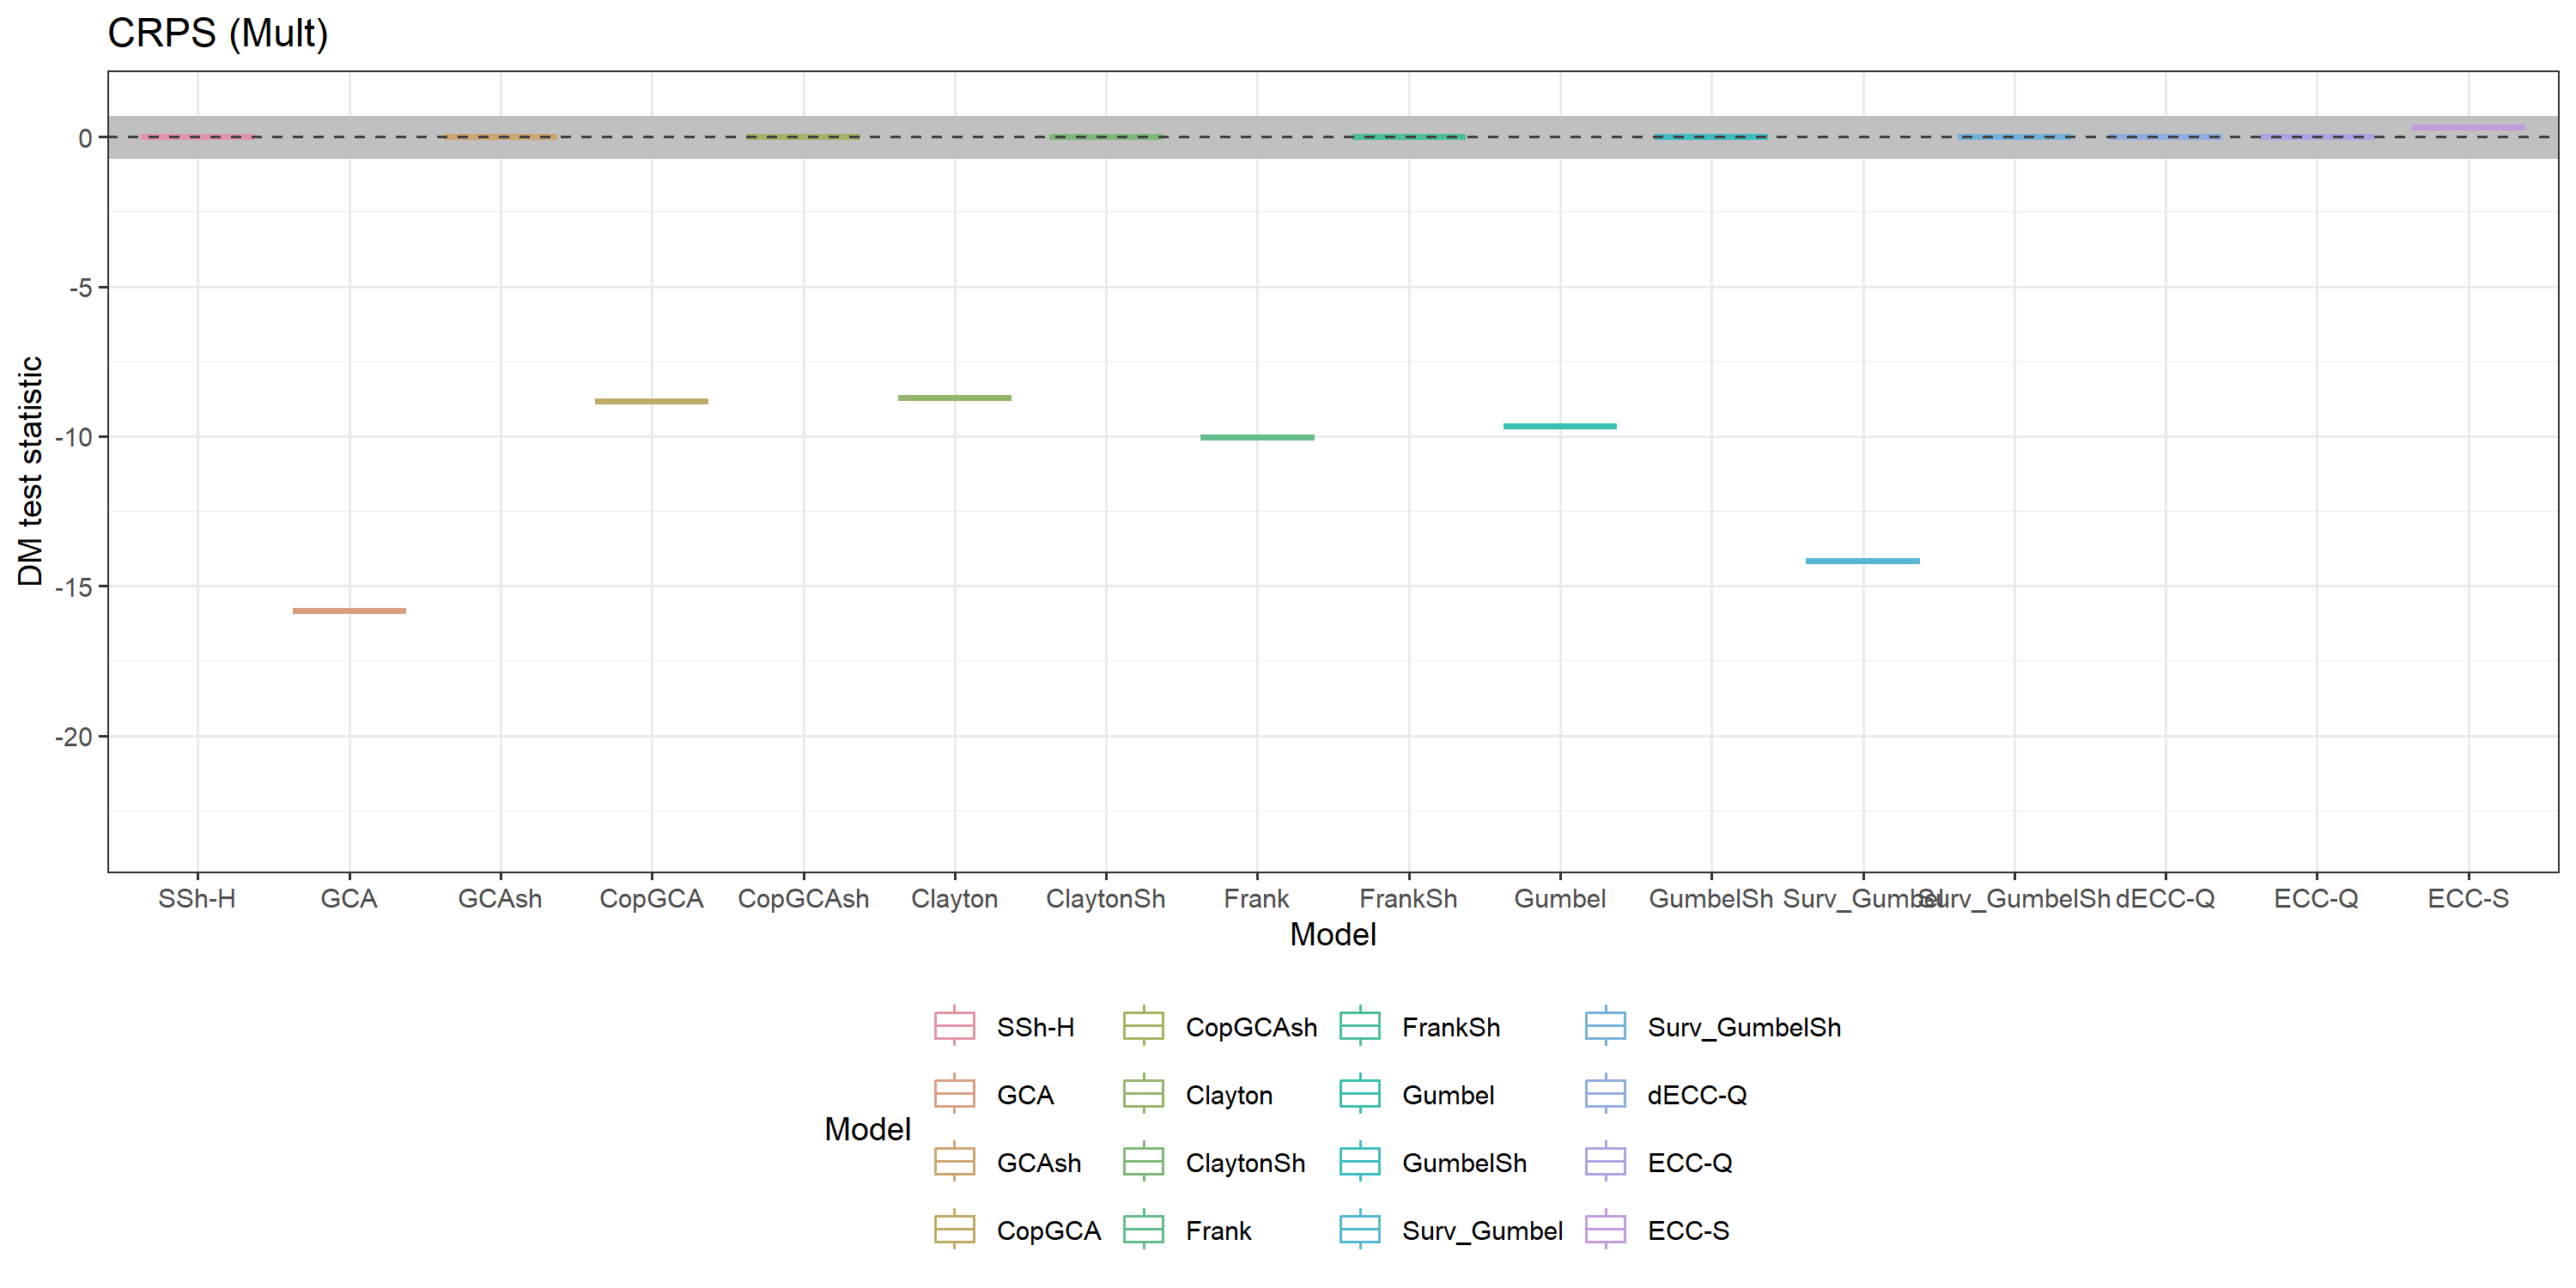 CRPS (Mult)
DM test statistic
0
-5
-10
-15
-20
SSh-H GCA GCAsh CopGCA CopGCAsh Clayton ClaytonSh Frank FrankSh Gumbel GumbelSh Surv_Gumbel Surv_GumbelSh dECC-Q ECC-Q ECC-S
Model
Model
SSh-H CopGCAsh FrankSh Surv_GumbelSh
GCA Clayton Gumbel dECC-Q
GCAsh ClaytonSh GumbelSh ECC-Q
CopGCA Frank Surv_Gumbel ECC-S